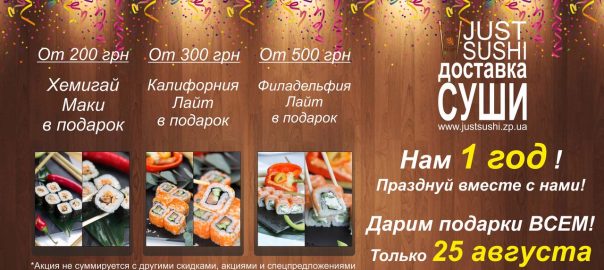 От 200 грн
Хемигай
Маки
в подарок
От 300 грн
Калифорния
Лайт
в подарок
От 500 грн
Филадельфия
Лайт
в подарок
JUST
SUSHI
доставка
СУШИ
www.justsushi.zp.ua
Нам 1 год !
Празднуй вместе с нами!
Дарим подарки ВСЕМ!
Только 25 августа
*Акция не суммируется с другими скидками, акциями и спецпредложениями